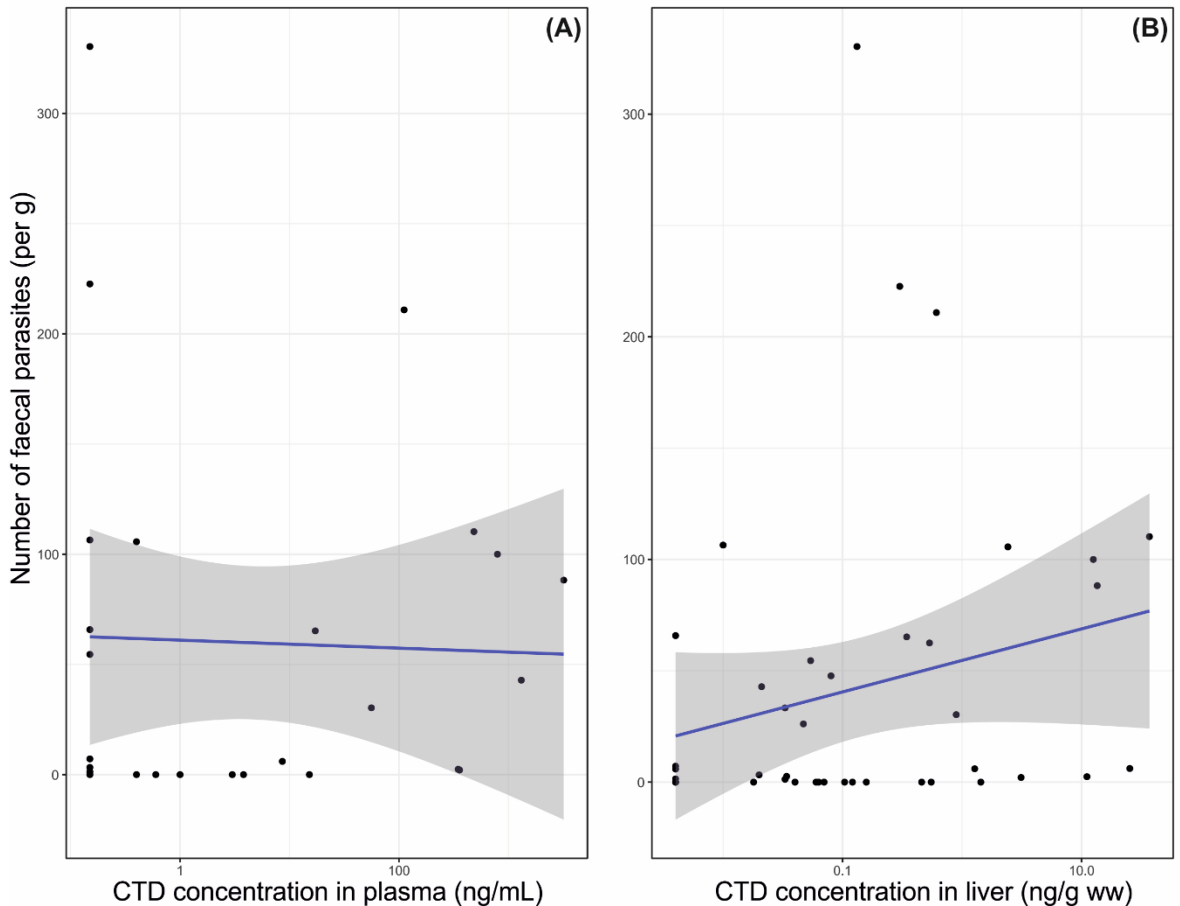 (A)
(B)
Number of faecal parasites (per g)
300
200
100
0
300
200
100
0
1
100
0.1
10.0
CTD concentration in plasma (ng/mL)
CTD concentration in liver (ng/g ww)